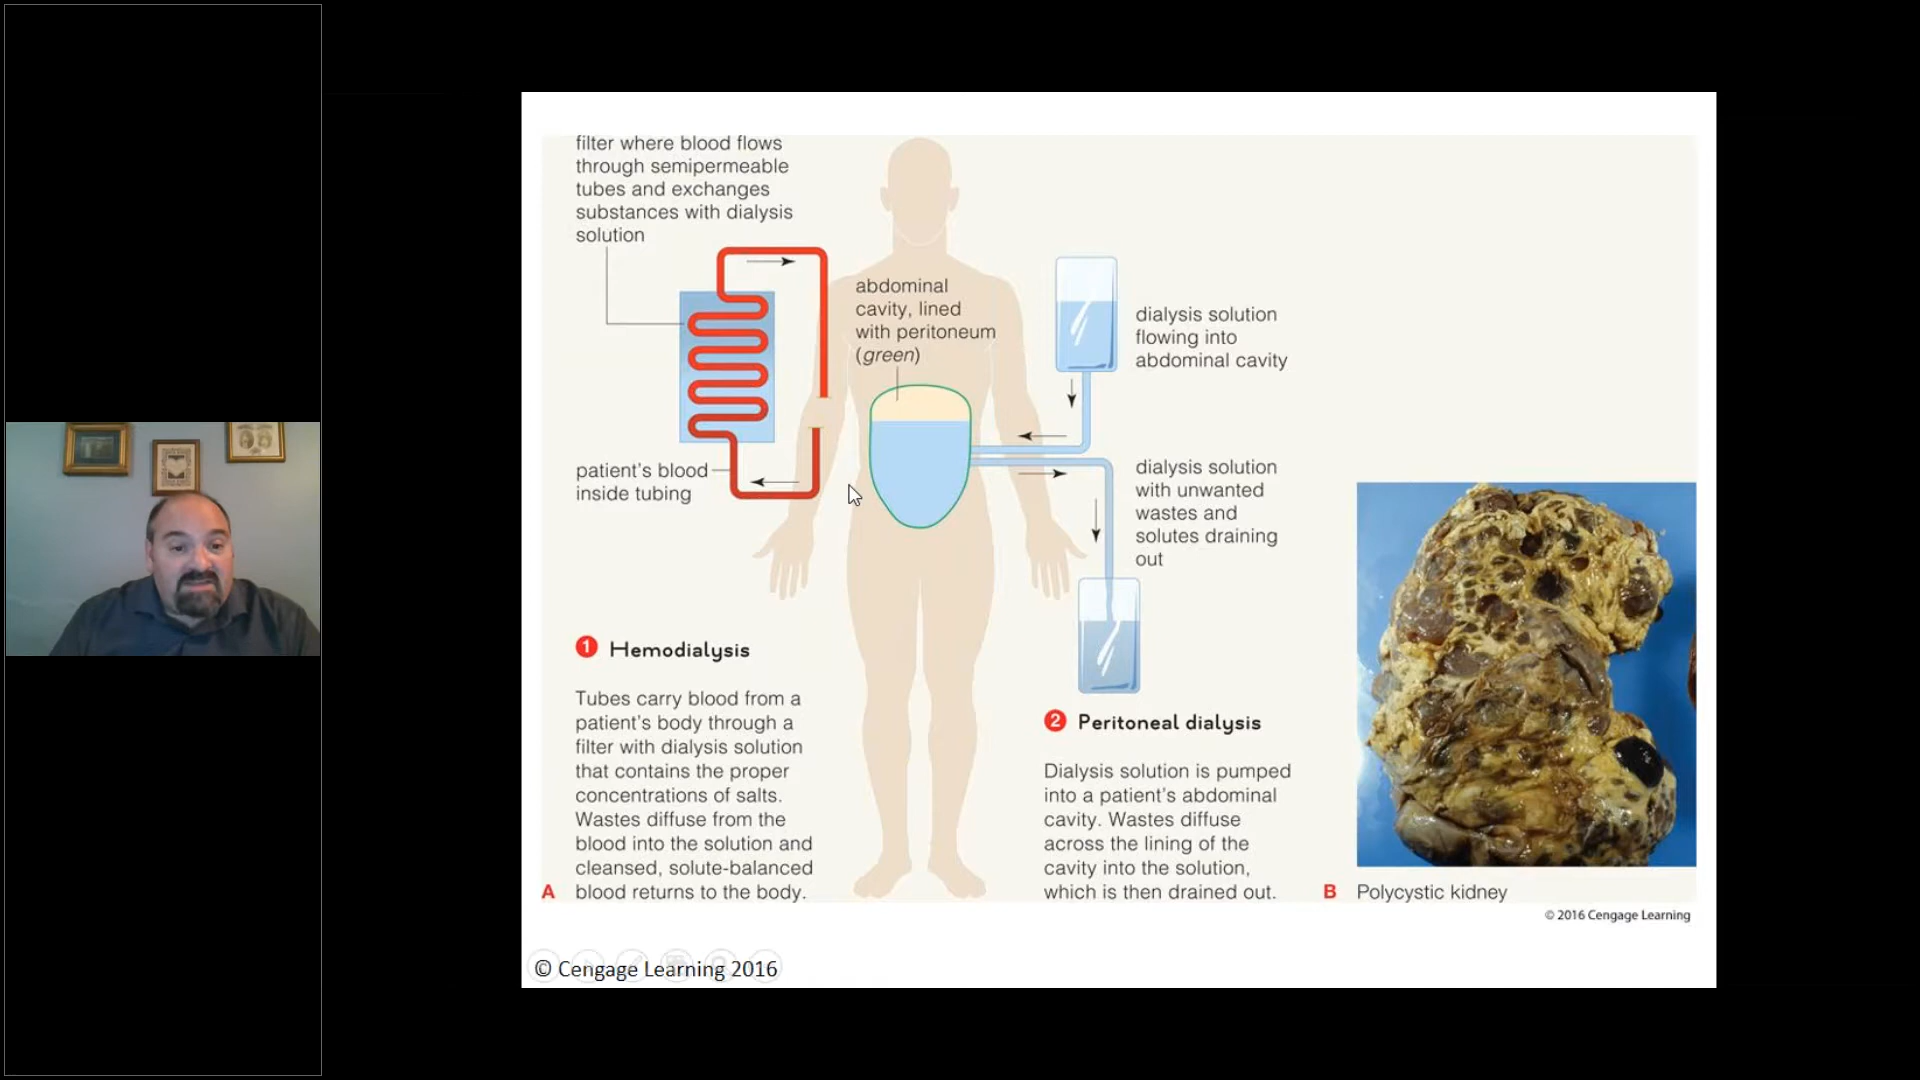 filter where blood flows
through semipermeable
tubes and exchanges
substances with dialysis
solution
abdominal
cavity, lined
with peritoneum
(green)
dialysis solution
flowing into
abdominal cavity
patient's blood
inside tubing
dialysis solution
with unwanted
wastes and
solutes draining
out
1 Hemodialysis
Tubes carry blood from a
patient's body through a
filter with dialysis solution
that contains the proper
concentrations of salts.
Wastes diffuse from the
blood into the solution and
cleansed, solute-balanced
blood returns to the body.
A
2 Peritoneal dialysis
Dialysis solution is pumped
into a patient's abdominal
cavity. Wastes diffuse
across the lining of the
cavity into the solution,
which is then drained out.
B Polycystic kidney
© 2016 Cengage Learning
© Cengage Learning 2016